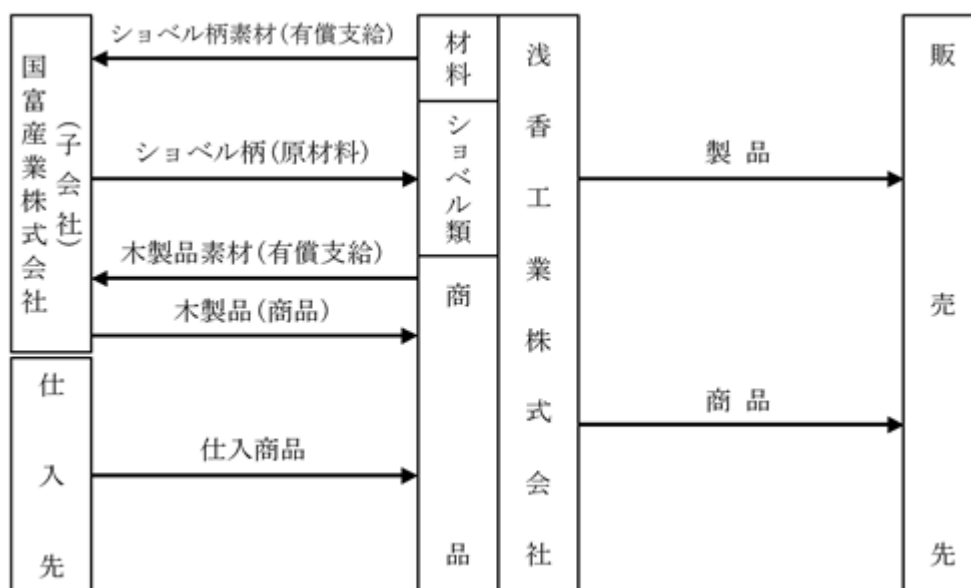 国富産業株式会社
(子会社)
仕入先
ショベル柄素材(有償支給)
ショベル柄(原材料)
木製品素材(有償支給)
木製品(商品)
仕入商品
材料
ショベル類
商品
浅香工業株式会社
製品
商品
販売先